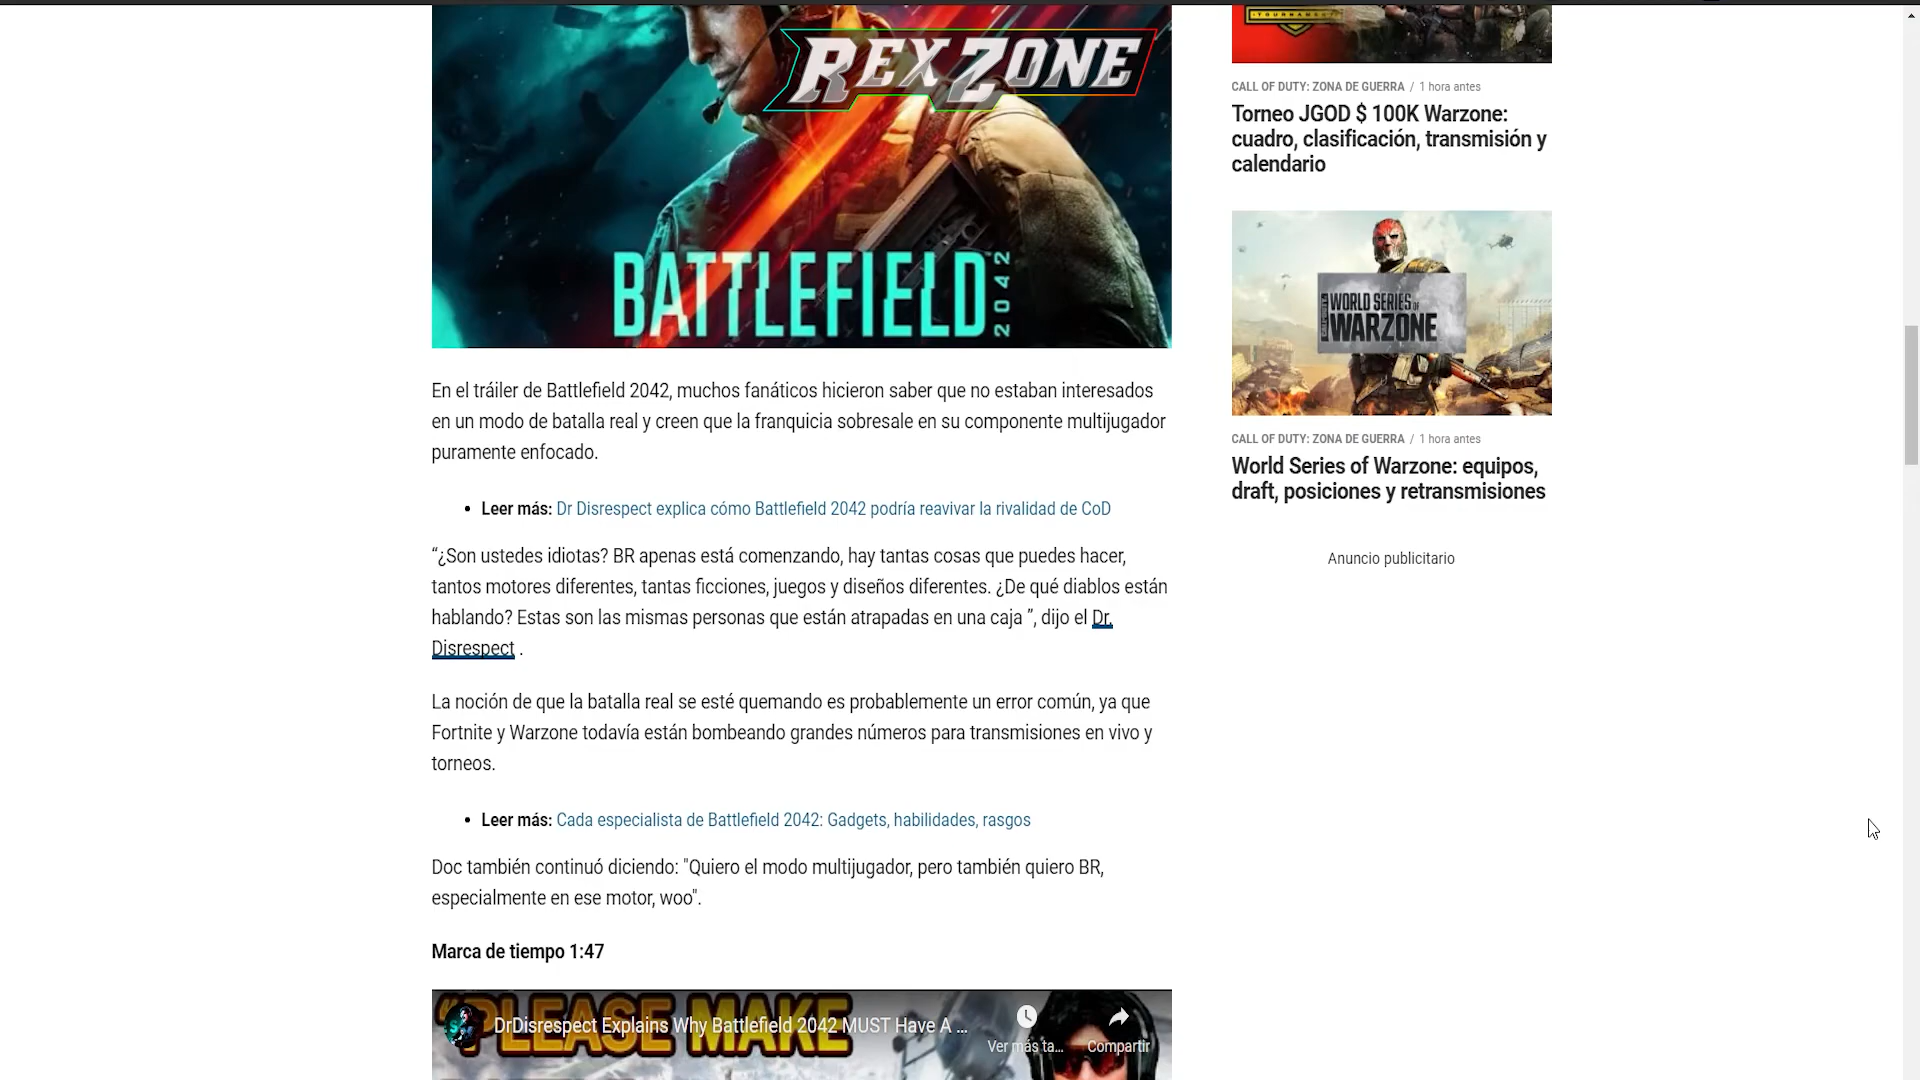 REXZONE
BATTLEFIELD
2042
En el tráiler de Battlefield 2042, muchos fanáticos hicieron saber que no estaban interesados
en un modo de batalla real y creen que la franquicia sobresale en su componente multijugador
puramente enfocado.
• Leer más: Dr Disrespect explica cómo Battlefield 2042 podría reavivar la rivalidad de CoD
“¿Son ustedes idiotas? BR apenas está comenzando, hay tantas cosas que puedes hacer,
tantos motores diferentes, tantas ficciones, juegos y diseños diferentes. ¿De qué diablos están
hablando? Estas son las mismas personas que están atrapadas en una caja ”, dijo el Dr.
Disrespect .
La noción de que la batalla real se esté quemando es probablemente un error común, ya que
Fortnite y Warzone todavía están bombeando grandes números para transmisiones en vivo y
torneos.
• Leer más: Cada especialista de Battlefield 2042: Gadgets, habilidades, rasgos
Doc también continuó diciendo: "Quiero el modo multijugador, pero también quiero BR,
especialmente en ese motor, woo".
Marca de tiempo 1:47
“PLEASE MAKE
DrDisrespect Explains Why Battlefield 2042 MUST Have A ...
Ver más ta...
Compartir
TOURNAMENT
CALL OF DUTY: ZONA DE GUERRA / 1 hora antes
Torneo JGOD $ 100K Warzone:
cuadro, clasificación, transmisión y
calendario
WORLD SERIES OF
WARZONE
CALL OF DUTY: ZONA DE GUERRA / 1 hora antes
World Series of Warzone: equipos,
draft, posiciones y retransmisiones
Anuncio publicitario